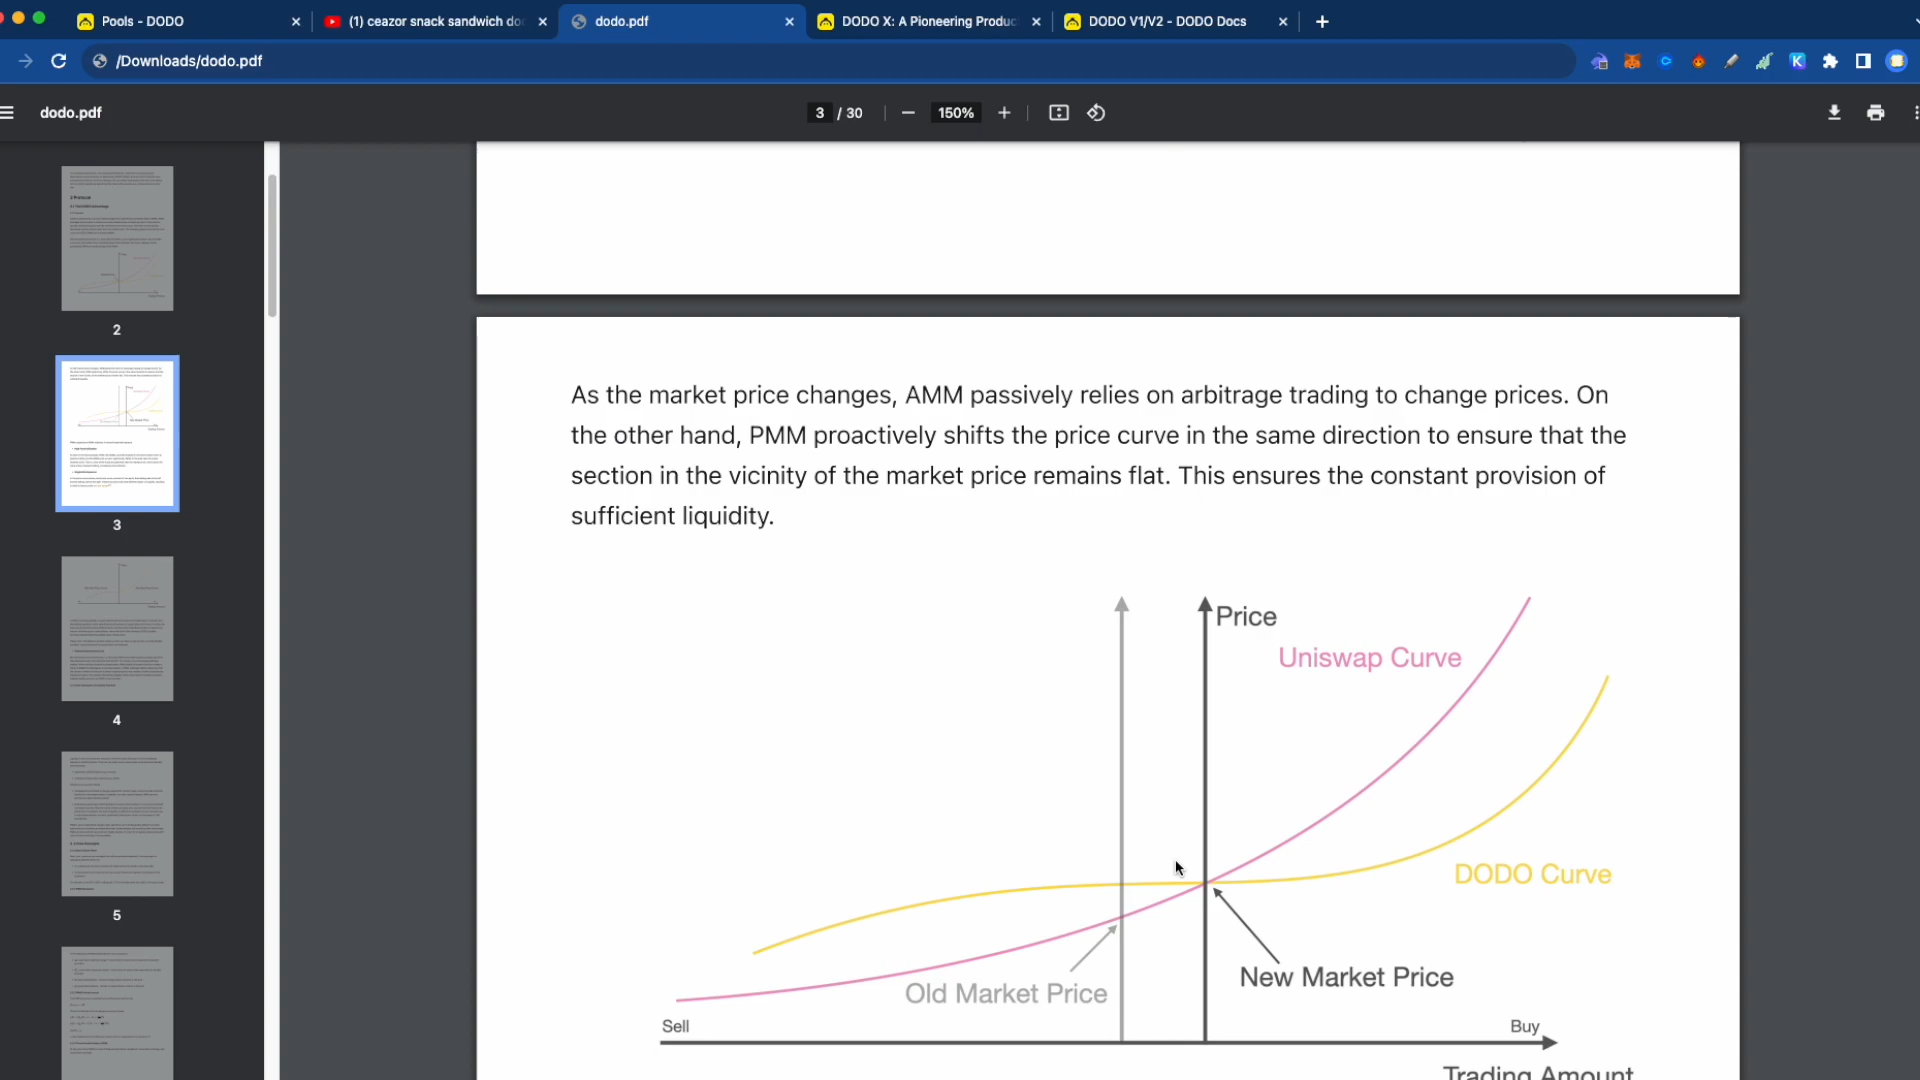 Pools - DODO
(1) ceazor snack sandwich do
dodo.pdf
DODO X: A Pioneering Produc
DODO V1/V2 - DODO Docs
/Downloads/dodo.pdf
dodo.pdf
3 / 30
150%
2
3
4
5
As the market price changes, AMM passively relies on arbitrage trading to change prices. On
the other hand, PMM proactively shifts the price curve in the same direction to ensure that the
section in the vicinity of the market price remains flat. This ensures the constant provision of
sufficient liquidity.
Price
Uniswap Curve
DODO Curve
New Market Price
Old Market Price
Sell
Buy
Trading Amount